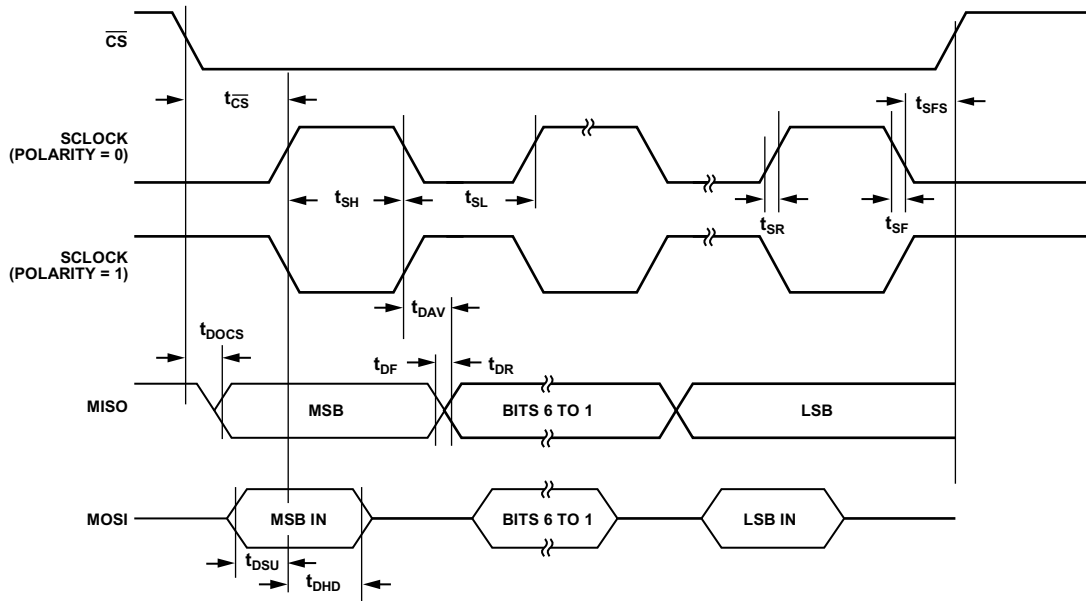 CS
tCS
tSFS
SCLOCK
(POLARITY = 0)
tSH
tSL
tSR
tSF
SCLOCK
(POLARITY = 1)
tDAV
tDOCS
tDF
tDR
MISO
MSB
BITS 6 TO 1
LSB
MOSI
MSB IN
BITS 6 TO 1
LSB IN
tDSU
tDHD